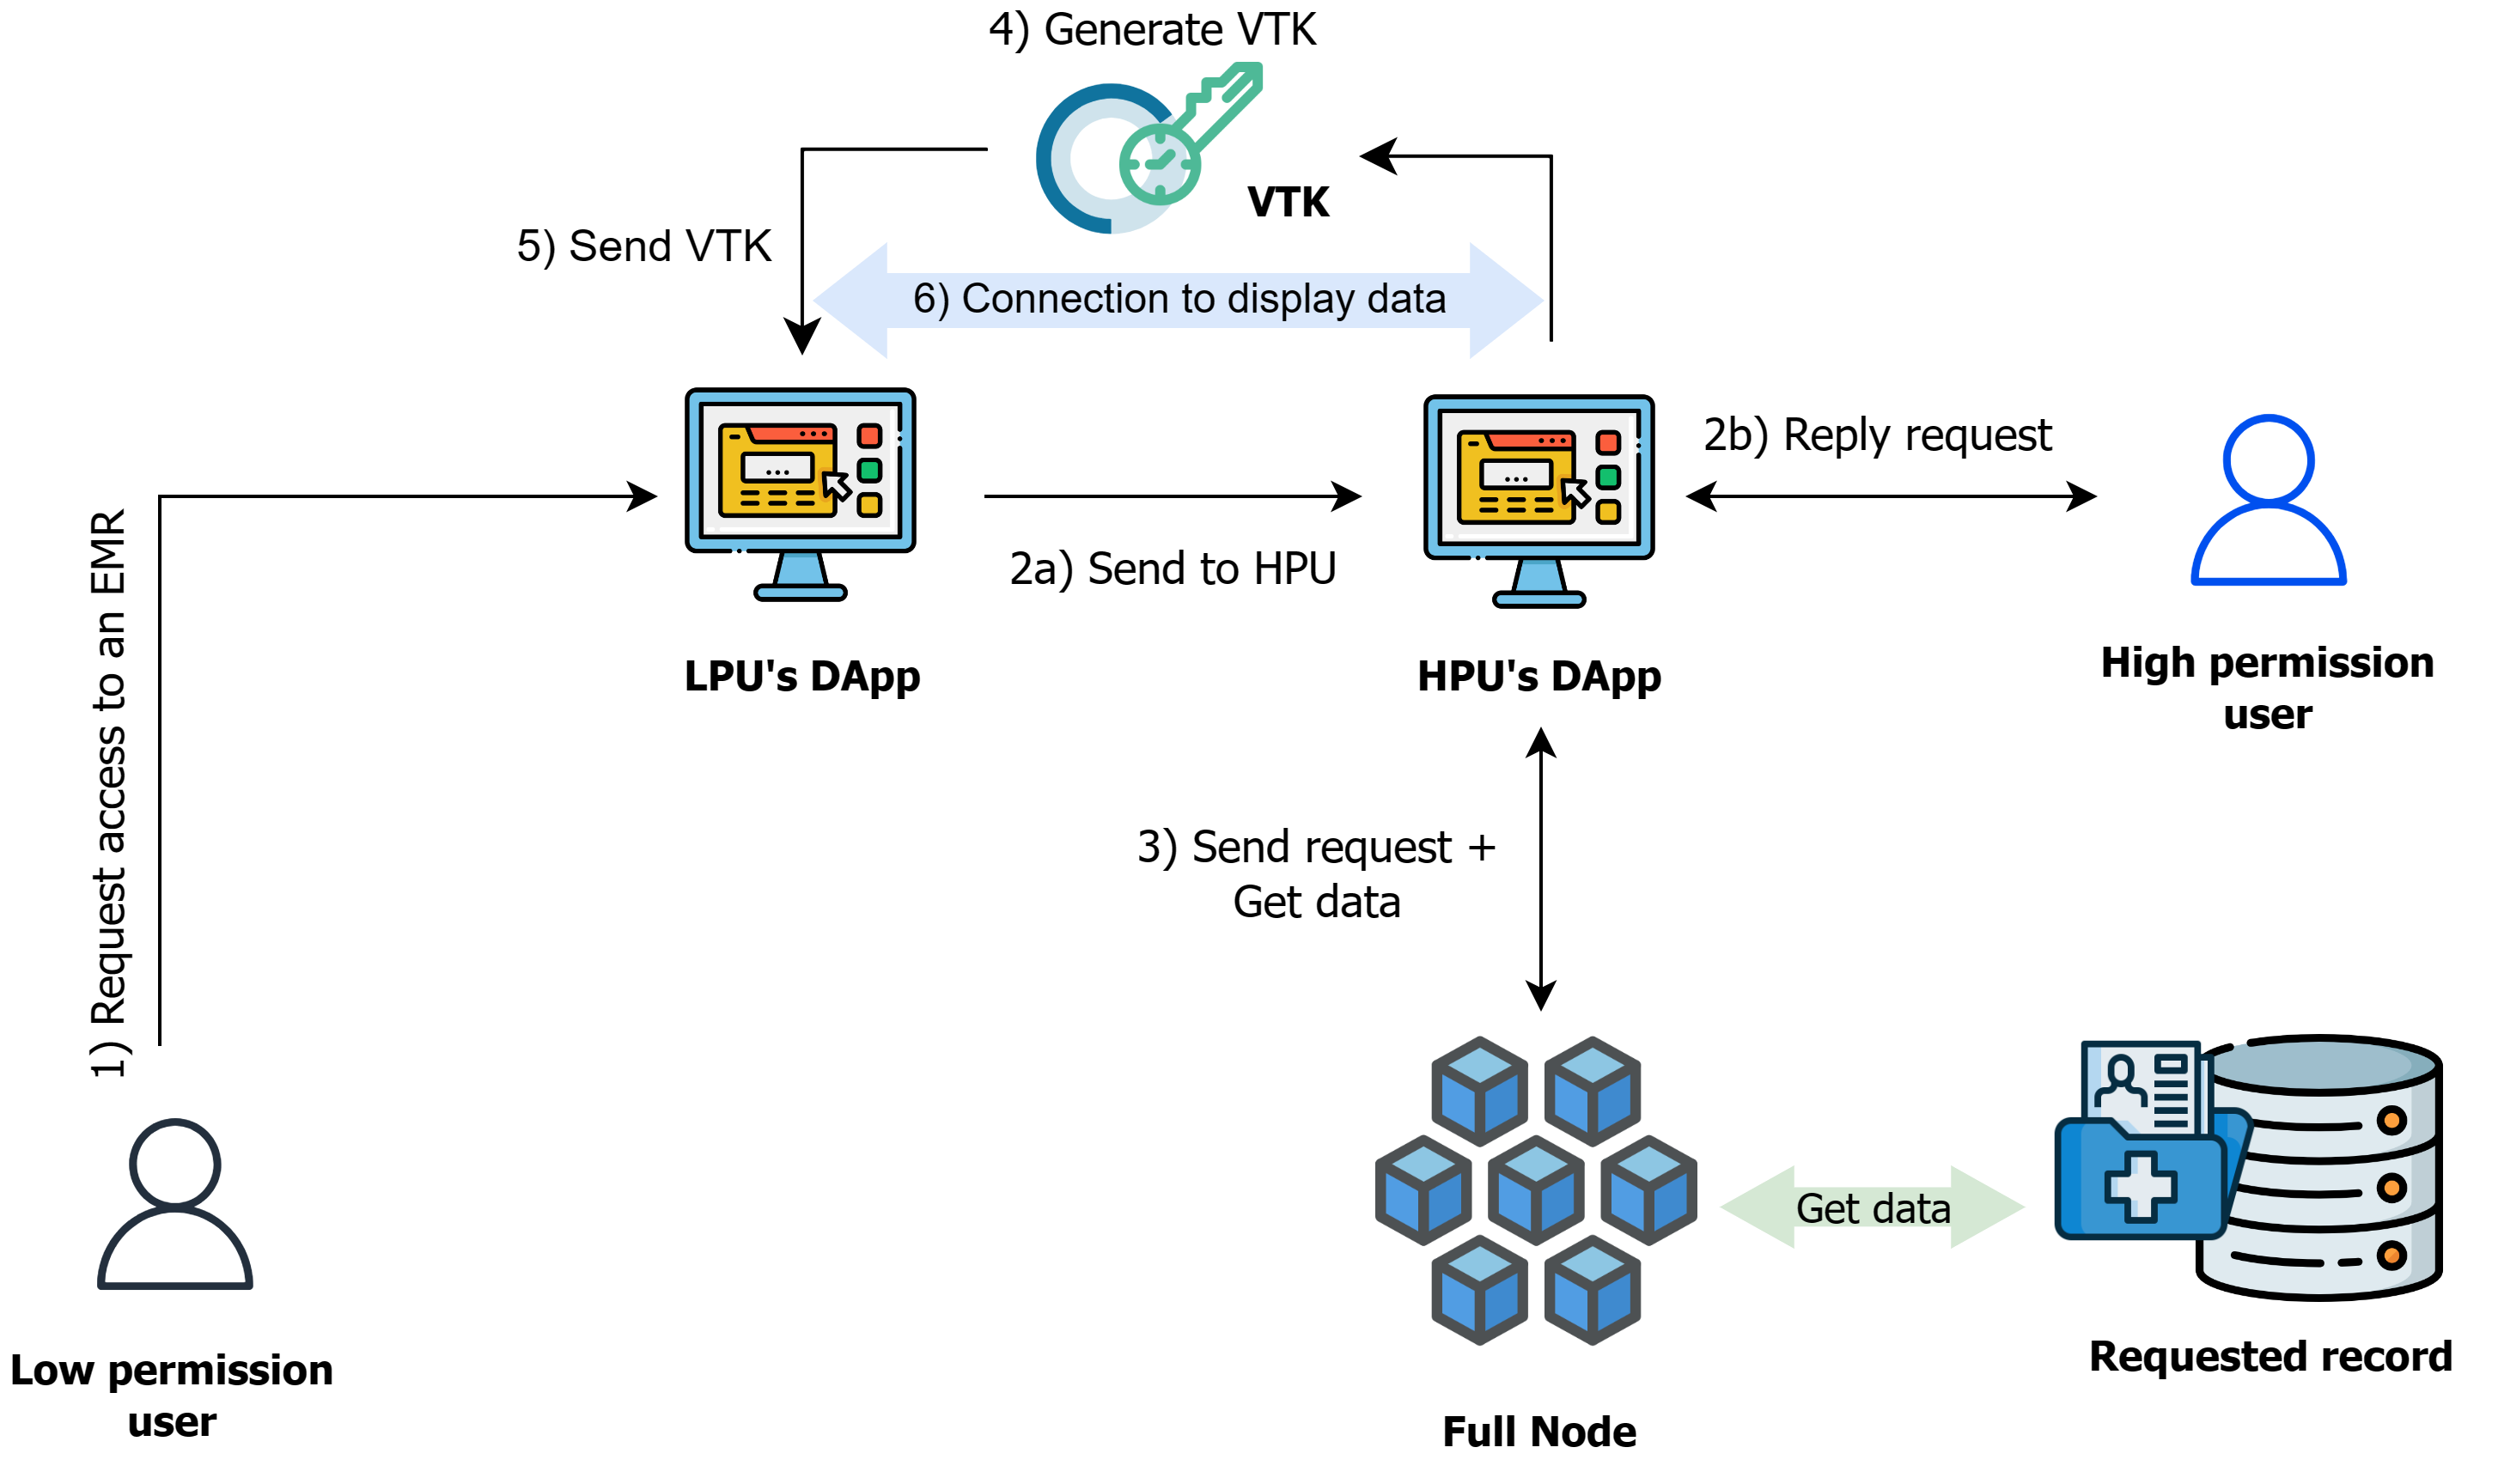 4) Generate VTK
VTK
5) Send VTK
6) Connection to display data
2b) Reply request
2a) Send to HPU
1) Request access to an EMR
LPU's DApp
HPU's DApp
High permission
user
3) Send request +
Get data
Get data
Low permission
user
Requested record
Full Node